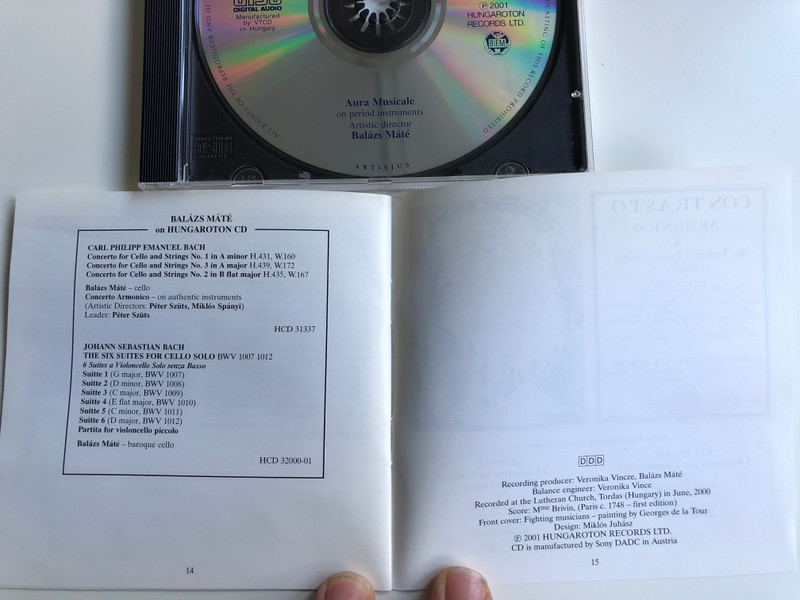 DIGITAL AUDIO
Manufactured
by VTCD
in Hungary
℗ 2001
HUNGAROTON
RECORDS LTD.
BIEM
Aura Musicale
on period instruments
Artistic director
Balázs Máté
ARTISJUS
BALÁZS MÁTÉ
on HUNGAROTON CD
CARL PHILIPP EMANUEL BACH
Concerto for Cello and Strings No. 1 in A minor H.431, W.160
Concerto for Cello and Strings No. 3 in A major H.439, W.172
Concerto for Cello and Strings No. 2 in B flat major H.435, W.167
Balázs Máté – cello
Concerto Armonico – on authentic instruments
(Artistic Directors: Péter Szüts, Miklós Spányi)
Leader: Péter Szüts
HCD 31337
JOHANN SEBASTIAN BACH
THE SIX SUITES FOR CELLO SOLO BWV 1007 1012
6 Suites a Violoncello Solo senza Basso
Suite 1 (G major, BWV 1007)
Suite 2 (D minor, BWV 1008)
Suite 3 (C major, BWV 1009)
Suite 4 (E flat major, BWV 1010)
Suite 5 (C minor, BWV 1011)
Suite 6 (D major, BWV 1012)
Partita for violoncello piccolo
Balázs Máté – baroque cello
HCD 32000-01
14
DDD
Recording producer: Veronika Vincze, Balázs Máté
Balance engineer: Veronika Vince
Recorded at the Lutheran Church, Tordas (Hungary) in June, 2000
Score: Mme Brivin, (Paris c. 1748 – first edition)
Front cover: Fighting musicians – painting by Georges de la Tour
Design: Miklós Juhász
℗ 2001 HUNGAROTON RECORDS LTD.
CD is manufactured by Sony DADC in Austria
15